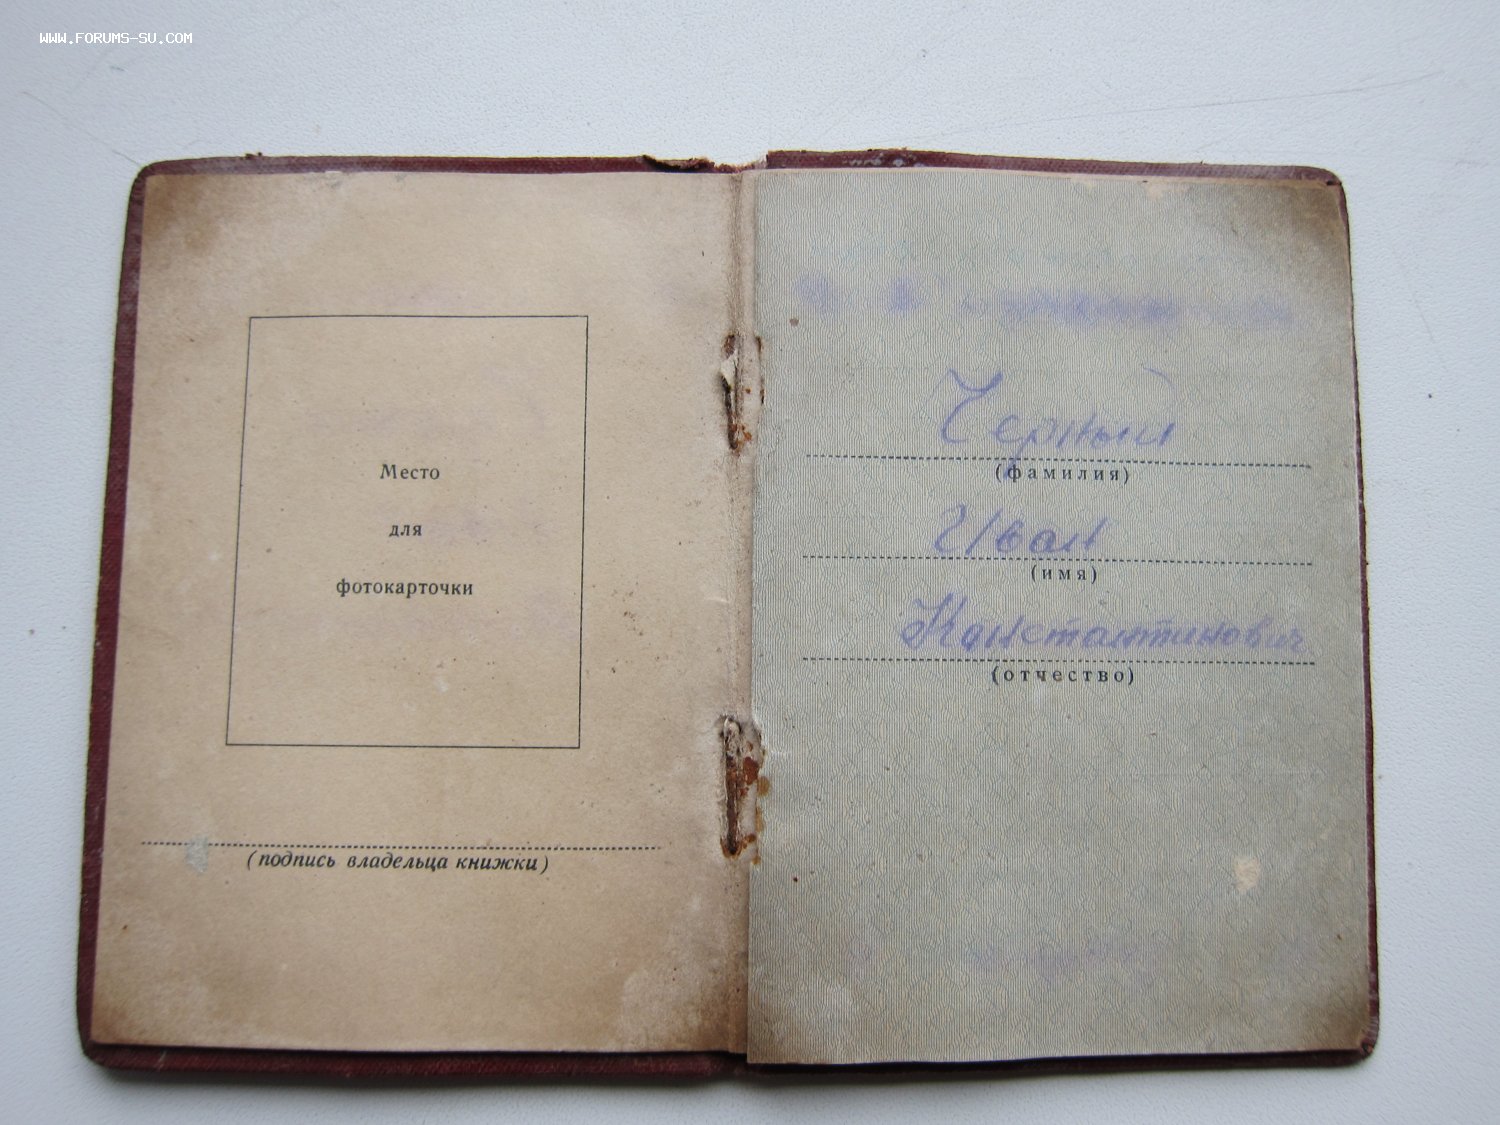 WWW.FORUMS-SU.COM
Место
для
фотокарточки
(подпись владельца книжки)
Черный
(фамилия)
Иван
(имя)
Константинович
(отчество)